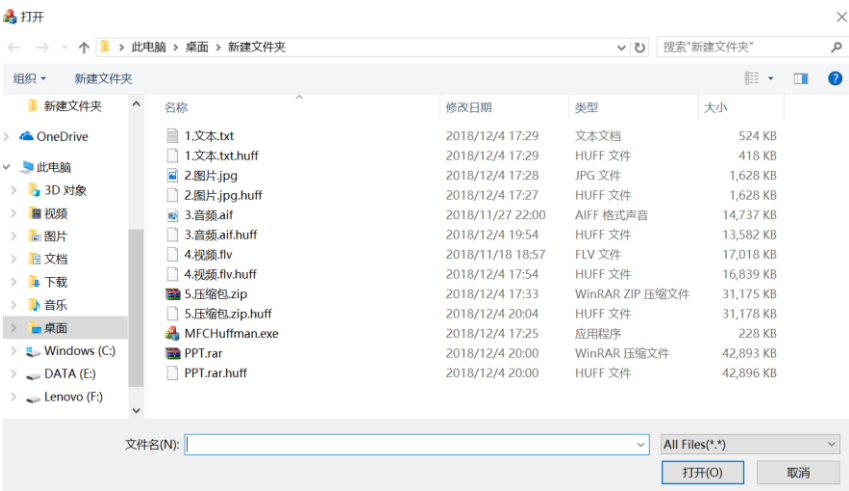 打开
此电脑 › 桌面 › 新建文件夹 搜索"新建文件夹"
组织 新建文件夹
新建文件夹
OneDrive
此电脑
3D 对象
视频
图片
文档
下载
音乐
桌面
Windows (C:)
DATA (E:)
Lenovo (F:)
名称 修改日期 类型 大小
1.文本.txt 2018/12/4 17:29 文本文档 524 KB
1.文本.txt.huff 2018/12/4 17:29 HUFF 文件 418 KB
2.图片.jpg 2018/12/4 17:28 JPG 文件 1,628 KB
2.图片.jpg.huff 2018/12/4 17:27 HUFF 文件 1,628 KB
3.音频.aif 2018/11/27 22:00 AIFF 格式声音 14,737 KB
3.音频.aif.huff 2018/12/4 19:54 HUFF 文件 13,582 KB
4.视频.flv 2018/11/18 18:57 FLV 文件 17,018 KB
4.视频.flv.huff 2018/12/4 17:54 HUFF 文件 16,839 KB
5.压缩包.zip 2018/12/4 17:33 WinRAR ZIP 压缩文件 31,175 KB
5.压缩包.zip.huff 2018/12/4 20:04 HUFF 文件 31,178 KB
MFCHuffman.exe 2018/12/4 17:25 应用程序 228 KB
PPT.rar 2018/12/4 20:00 WinRAR 压缩文件 42,893 KB
PPT.rar.huff 2018/12/4 20:00 HUFF 文件 42,896 KB
文件名(N): All Files(*.*)
打开(O) 取消